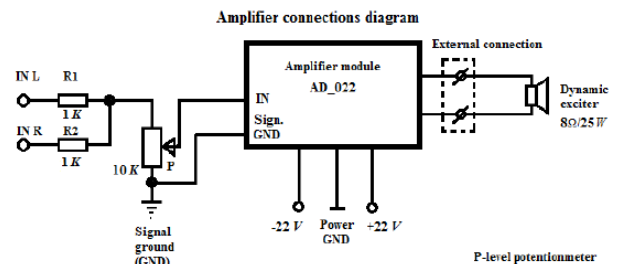 Amplifier connections diagram
External connection
IN L
R1
1 K
IN R
R2
1 K
10 K
P
Signal
ground
(GND)
Amplifier module
AD_022
IN
Sign.
GND
-22 V
Power
GND
+22 V
Dynamic
exciter
8Ω/25W
P-level potentionmeter